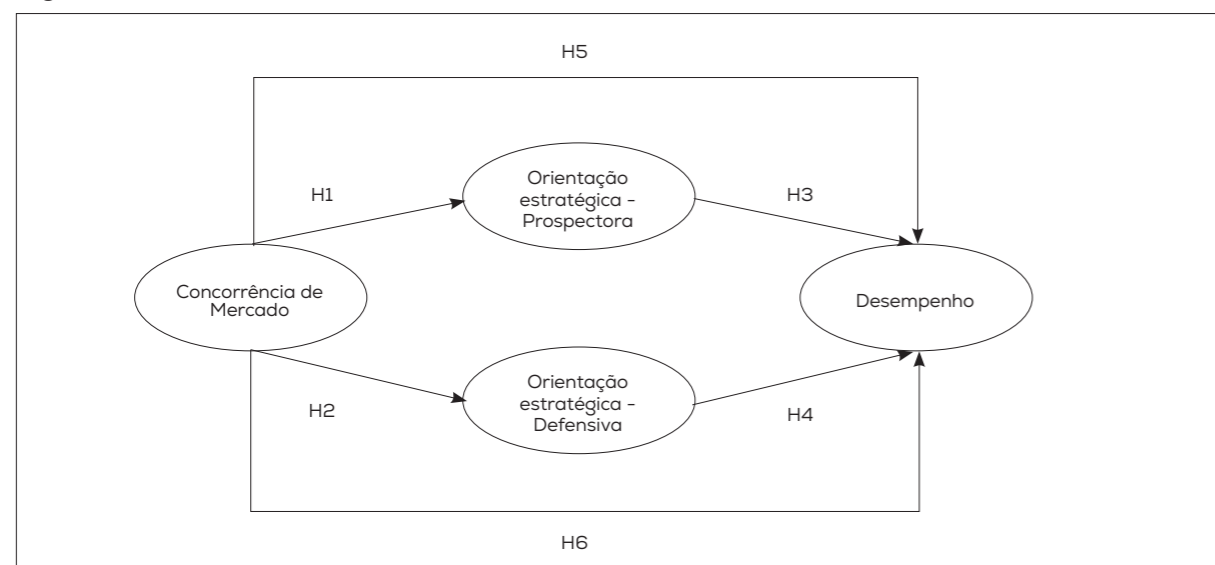 H5
Orientação
estratégica -
Prospectora
H1
H3
Concorrência de
Mercado
Desempenho
Orientação
estratégica -
Defensiva
H2
H4
H6